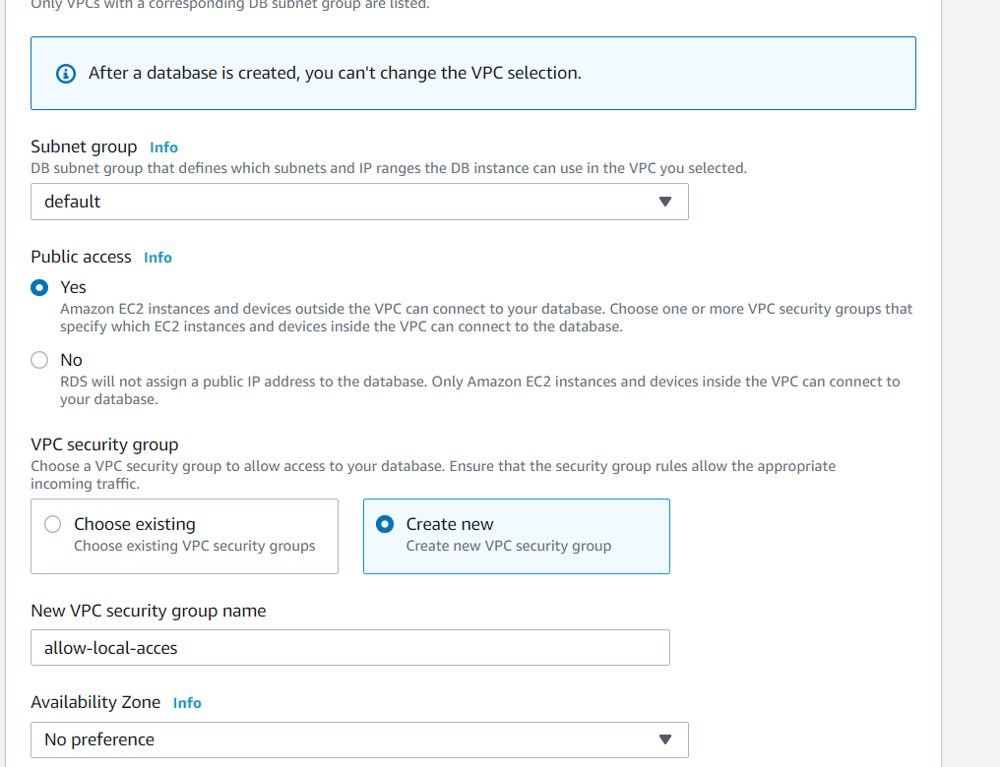 Only VPCs with a corresponding DB subnet group are listed.
After a database is created, you can't change the VPC selection.
Subnet group Info
DB subnet group that defines which subnets and IP ranges the DB instance can use in the VPC you selected.
default
Public access Info
Yes
Amazon EC2 instances and devices outside the VPC can connect to your database. Choose one or more VPC security groups that
specify which EC2 instances and devices inside the VPC can connect to the database.
No
RDS will not assign a public IP address to the database. Only Amazon EC2 instances and devices inside the VPC can connect to
your database.
VPC security group
Choose a VPC security group to allow access to your database. Ensure that the security group rules allow the appropriate
incoming traffic.
Choose existing
Choose existing VPC security groups
Create new
Create new VPC security group
New VPC security group name
allow-local-acces
Availability Zone Info
No preference